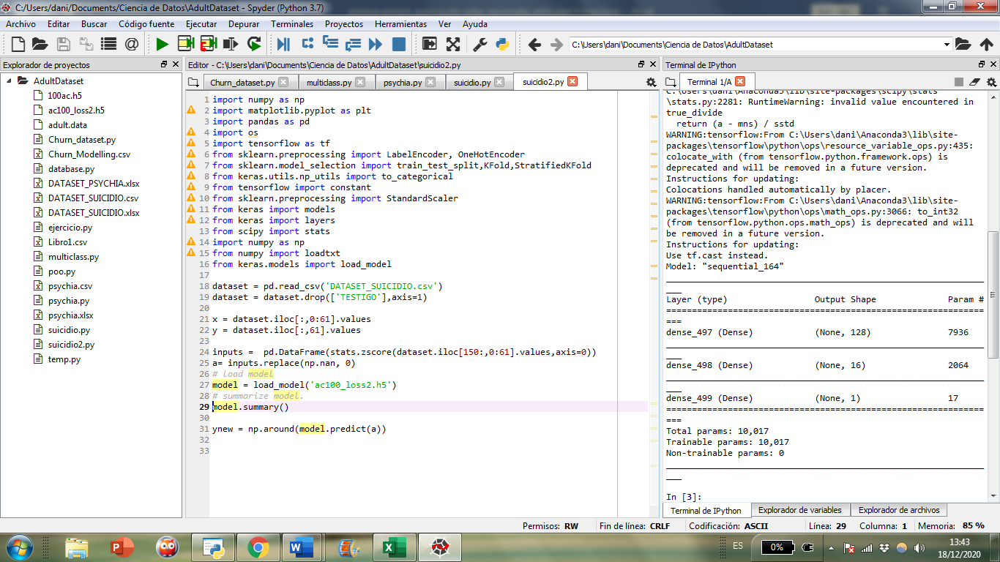 C:/Users/dani/Documents/Ciencia de Datos\AdultDataset - Spyder (Python 3.7)
Archivo Editar Buscar Código fuente Ejecutar Depurar Terminales Proyectos Herramientas Ver Ayuda
C:\Users\dani\Documents\Ciencia de Datos\AdultDataset
Explorador de proyectos
AdultDataset
100ac.h5
ac100_loss2.h5
adult.data
Churn_dataset.py
Churn_Modelling.csv
database.py
DATASET_PSYCHIA.xlsx
DATASET_SUICIDIO.csv
DATASET_SUICIDIO.xlsx
ejercicio.py
Libro1.csv
multiclass.py
poo.py
psychia.csv
psychia.py
psychia.xlsx
suicidio.py
suicidio2.py
temp.py
Editor - C:\Users\dani\Documents\Ciencia de Datos\AdultDataset\suicidio2.py
Churn_dataset.py multiclass.py psychia.py suicidio.py suicidio2.py
1 import numpy as np
2 import matplotlib.pyplot as plt
3 import pandas as pd
4 import os
5 import tensorflow as tf
6 from sklearn.preprocessing import LabelEncoder, OneHotEncoder
7 from sklearn.model_selection import train_test_split,KFold,StratifiedKFold
8 from keras.utils.np_utils import to_categorical
9 from tensorflow import constant
10 from sklearn.preprocessing import StandardScaler
11 from keras import models
12 from keras import layers
13 from scipy import stats
14 import numpy as np
15 from numpy import loadtxt
16 from keras.models import load_model
17
18 dataset = pd.read_csv('DATASET_SUICIDIO.csv')
19 dataset = dataset.drop(['TESTIGO'],axis=1)
20
21 x = dataset.iloc[:,0:61].values
22 y = dataset.iloc[:,61].values
23
24 inputs =  pd.DataFrame(stats.zscore(dataset.iloc[150:,0:61].values,axis=0))
25 a= inputs.replace(np.nan, 0)
26 # load model
27 model = load_model('ac100_loss2.h5')
28 # summarize model.
29 model.summary()
30
31 ynew = np.around(model.predict(a))
32
33
Terminal de IPython
Terminal 1/A
C:\Users\dani\Anaconda3\lib\site-packages\scipy\stats
\stats.py:2281: RuntimeWarning: invalid value encountered in
true_divide
return (a - mns) / sstd
WARNING:tensorflow:From C:\Users\dani\Anaconda3\lib\site-
packages\tensorflow\python\ops\resource_variable_ops.py:435:
colocate_with (from tensorflow.python.framework.ops) is
deprecated and will be removed in a future version.
Instructions for updating:
Colocations handled automatically by placer.
WARNING:tensorflow:From C:\Users\dani\Anaconda3\lib\site-
packages\tensorflow\python\ops\math_ops.py:3066: to_int32
(from tensorflow.python.ops.math_ops) is deprecated and will
be removed in a future version.
Instructions for updating:
Use tf.cast instead.
Model: "sequential_164"
Layer (type) Output Shape Param #
dense_497 (Dense) (None, 128) 7936
dense_498 (Dense) (None, 16) 2064
dense_499 (Dense) (None, 1) 17
Total params: 10,017
Trainable params: 10,017
Non-trainable params: 0
In [3]:
Terminal de IPython Explorador de variables Explorador de archivos
Permisos: RW Fin de línea: CRLF Codificación: ASCII Línea: 29 Columna: 1 Memoria: 85 %
ES 0% 13:43
18/12/2020